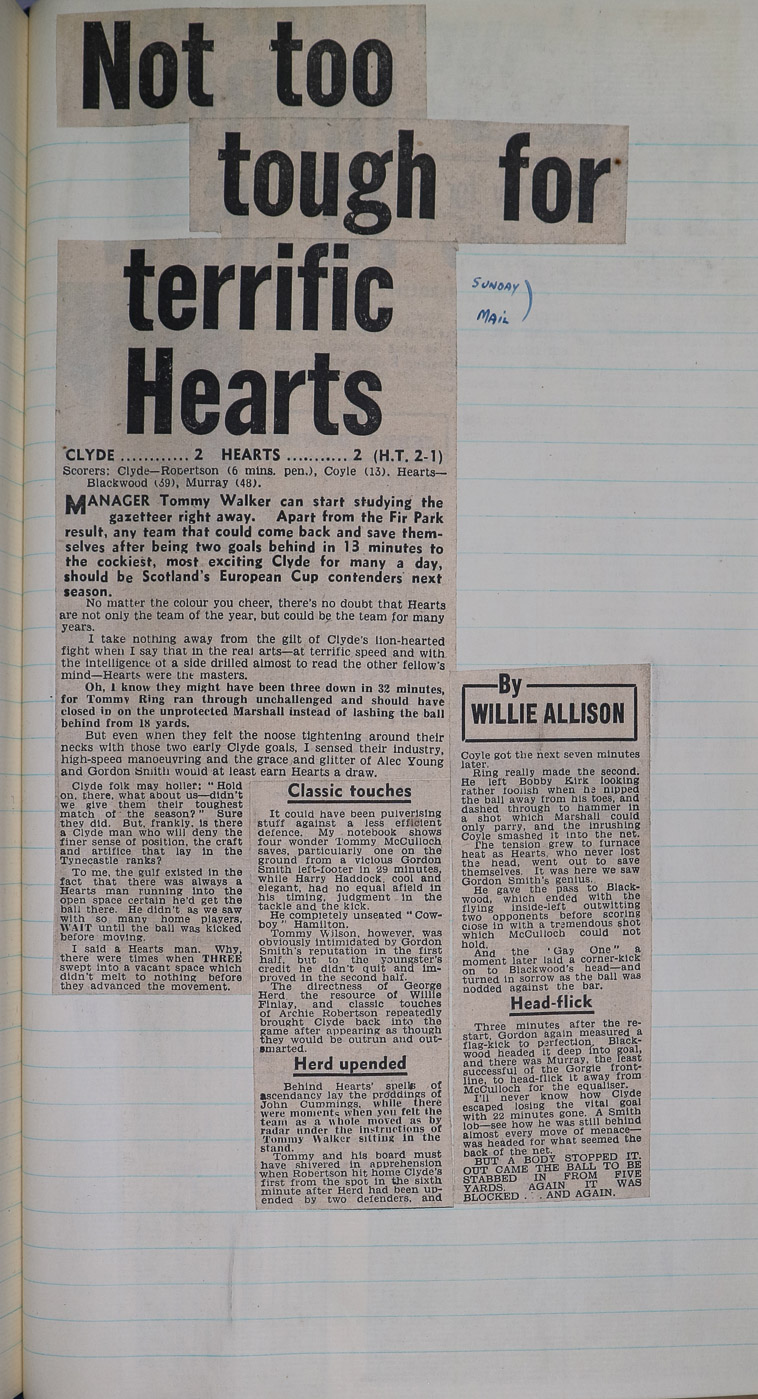 Not too
tough for
terrific
Hearts
SUNDAY
MAIL
CLYDE ........... 2 HEARTS .......... 2 (H.T. 2-1)
Scorers: Clyde—Robertson (6 mins. pen.), Coyle (13). Hearts—
Blackwood (39), Murray (48).
MANAGER Tommy Walker can start studying the
gazetteer right away. Apart from the Fir Park
result, any team that could come back and save them-
selves after being two goals behind in 13 minutes to
the cockiest, most exciting Clyde for many a day,
should be Scotland's European Cup contenders next
season.
No matter the colour you cheer, there's no doubt that Hearts
are not only the team of the year, but could be the team for many
years.
I take nothing away from the gilt of Clyde's lion-hearted
fight when I say that in the real arts—at terrific speed and with
the intelligence of a side drilled almost to read the other fellow's
mind—Hearts were the masters.
Oh, I know they might have been three down in 32 minutes,
for Tommy Ring ran through unchallenged and should have
closed in on the unprotected Marshall instead of lashing the ball
behind from 18 yards.
But even when they felt the noose tightening around their
necks with those two early Clyde goals, I sensed their industry,
high-speed manoeuvring and the grace and glitter of Alec Young
and Gordon Smith would at least earn Hearts a draw.
Clyde folk may holler: "Hold
on, there, what about us—didn't
we give them their toughest
match of the season?" Sure
they did. But, frankly, is there
a Clyde man who will deny the
finer sense of position, the craft
and artifice that lay in the
Tynecastle ranks?
To me, the gulf existed in the
fact that there was always a
Hearts man running into the
open space certain he'd get the
ball there. He didn't as we saw
with so many home players,
WAIT until the ball was kicked
before moving.
I said a Hearts man. Why,
there were times when THREE
swept into a vacant space which
didn't melt to nothing before
they advanced the movement.
Classic touches
It could have been pulverising
stuff against a less efficient
defence. My notebook shows
four wonder Tommy McCulloch
saves, particularly one on the
ground from a vicious Gordon
Smith left-footer in 29 minutes,
while Harry Haddock, cool and
elegant, had no equal afield in
his timing, judgment in the
tackle and the kick.
He completely unseated "Cow-
boy" Hamilton.
Tommy Wilson, however, was
obviously intimidated by Gordon
Smith's reputation in the first
half, but to the youngster's
credit he didn't quit and im-
proved in the second half.
The directness of George
Herd, the resource of Willie
Finlay, and classic touches
of Archie Robertson repeatedly
brought Clyde back into the
game after appearing as though
they would be outrun and out-
smarted.
Herd upended
Behind Hearts' spells of
ascendancy lay the proddings of
John Cummings, while there
were moments when you felt the
team as a whole moved as by
radar under the instructions of
Tommy Walker sitting in the
stand.
Tommy and his board must
have shivered in apprehension
when Robertson hit home Clyde's
first from the spot in the sixth
minute after Herd had been up-
ended by two defenders, and
By
WILLIE ALLISON
Coyle got the next seven minutes
later.
Ring really made the second.
He left Bobby Kirk looking
rather foolish when he nipped
the ball away from his toes, and
dashed through to hammer in
a shot which Marshall could
only parry, and the inrushing
Coyle smashed it into the net.
The tension grew to furnace
heat as Hearts, who never lost
the head, went out to save
themselves. It was here we saw
Gordon Smith's genius.
He gave the pass to Black-
wood, which ended with the
flying inside-left outwitting
two opponents before scoring
close in with a tremendous shot
which McCulloch could not
hold.
And the "Gay One" a
moment later laid a corner-kick
on to Blackwood's head—and
turned in sorrow as the ball was
nodded against the bar.
Head-flick
Three minutes after the re-
start, Gordon again measured a
flag-kick to perfection. Black-
wood headed it deep into goal,
and there was Murray, the least
successful of the Gorgie front-
line, to head-flick it away from
McCulloch for the equaliser.
I'll never know how Clyde
escaped losing the vital goal
with 22 minutes gone. A Smith
lob—see how he was still behind
almost every move of menace—
was headed for what seemed the
back of the net.
BUT A BODY STOPPED IT.
OUT CAME THE BALL TO BE
STABBED IN FROM FIVE
YARDS. AGAIN IT WAS
BLOCKED . . . AND AGAIN.